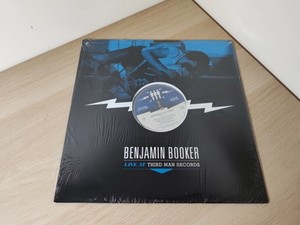 BENJAMIN BOOKER
LIVE AT THIRD MAN RECORDS